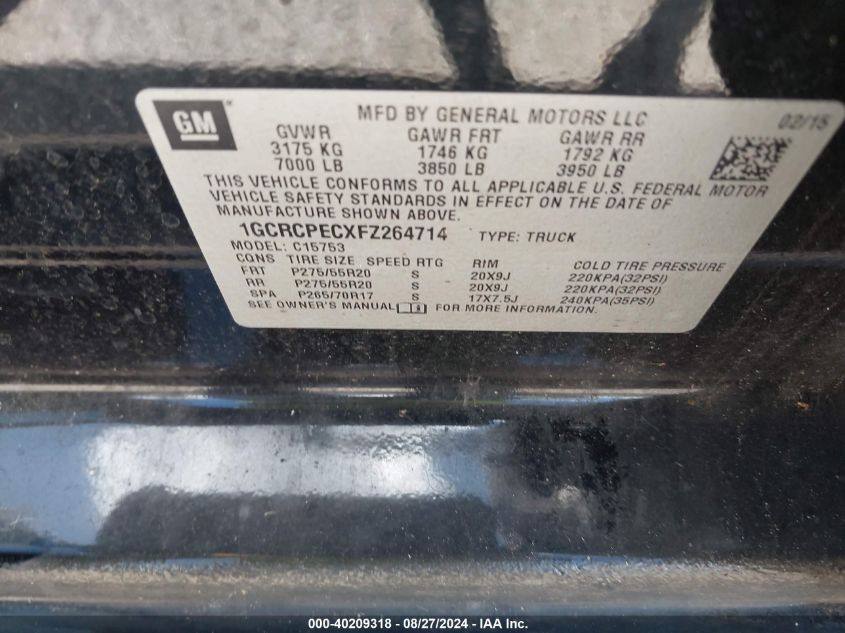 GM
MFD BY GENERAL MOTORS LLC
02/15
GVWR GAWR FRT GAWR RR
3175 KG 1746 KG 1792 KG
7000 LB 3850 LB 3950 LB
THIS VEHICLE CONFORMS TO ALL APPLICABLE U.S. FEDERAL MOTOR
VEHICLE SAFETY STANDARDS IN EFFECT ON THE DATE OF
MANUFACTURE SHOWN ABOVE.
1GCRCPECXFZ264714 TYPE: TRUCK
MODEL: C15753
CONS TIRE SIZE SPEED RTG RIM COLD TIRE PRESSURE
FRT P275/55R20 S 20X9J 220KPA(32PSI)
RR P275/55R20 S 20X9J 220KPA(32PSI)
SPA P265/70R17 S 17X7.5J 240KPA(35PSI)
SEE OWNER'S MANUAL FOR MORE INFORMATION.
000-40209318 - 08/27/2024 - IAA Inc.